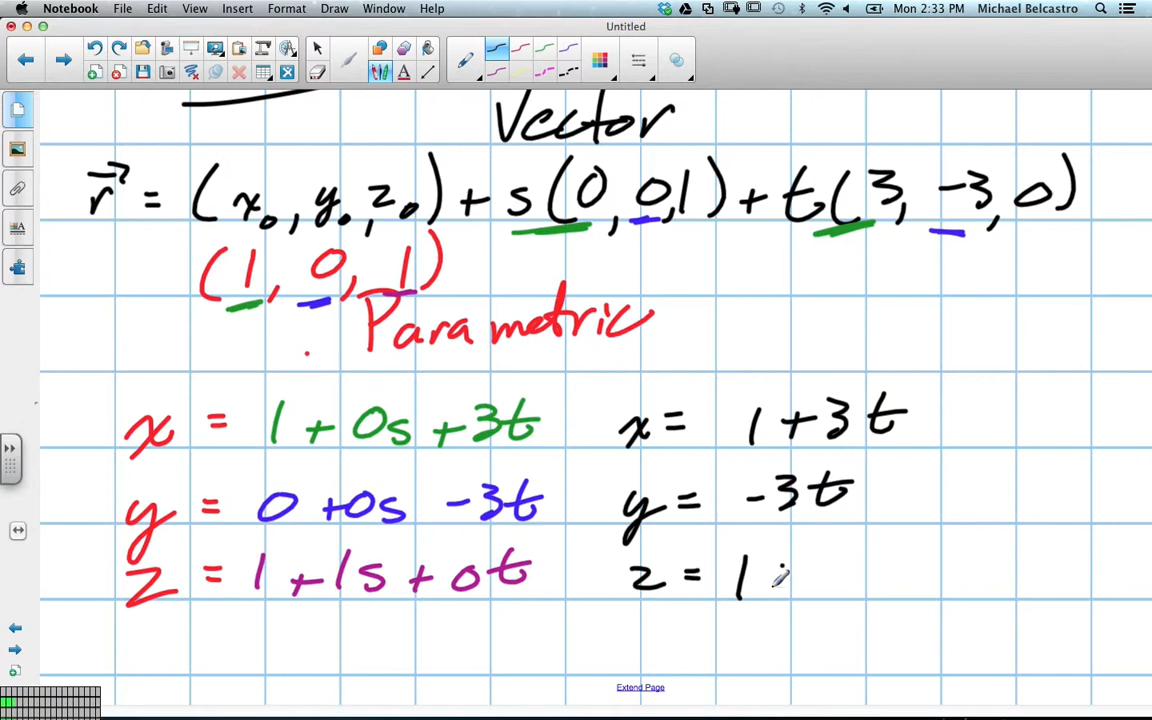 Notebook File Edit View Insert Format Tools Draw Window Help Mon 2:33 PM Michael Belcastro
Untitled
Vector
r⃗ = (x₀, y₀, z₀) + s(0, 0, 1) + t(3, -3, 0)
(1, 0, 1)
Parametric
x = 1 + 0s + 3t x = 1 + 3t
y = 0 + 0s - 3t y = -3t
z = 1 + 1s + 0t z = 1
Extend Page